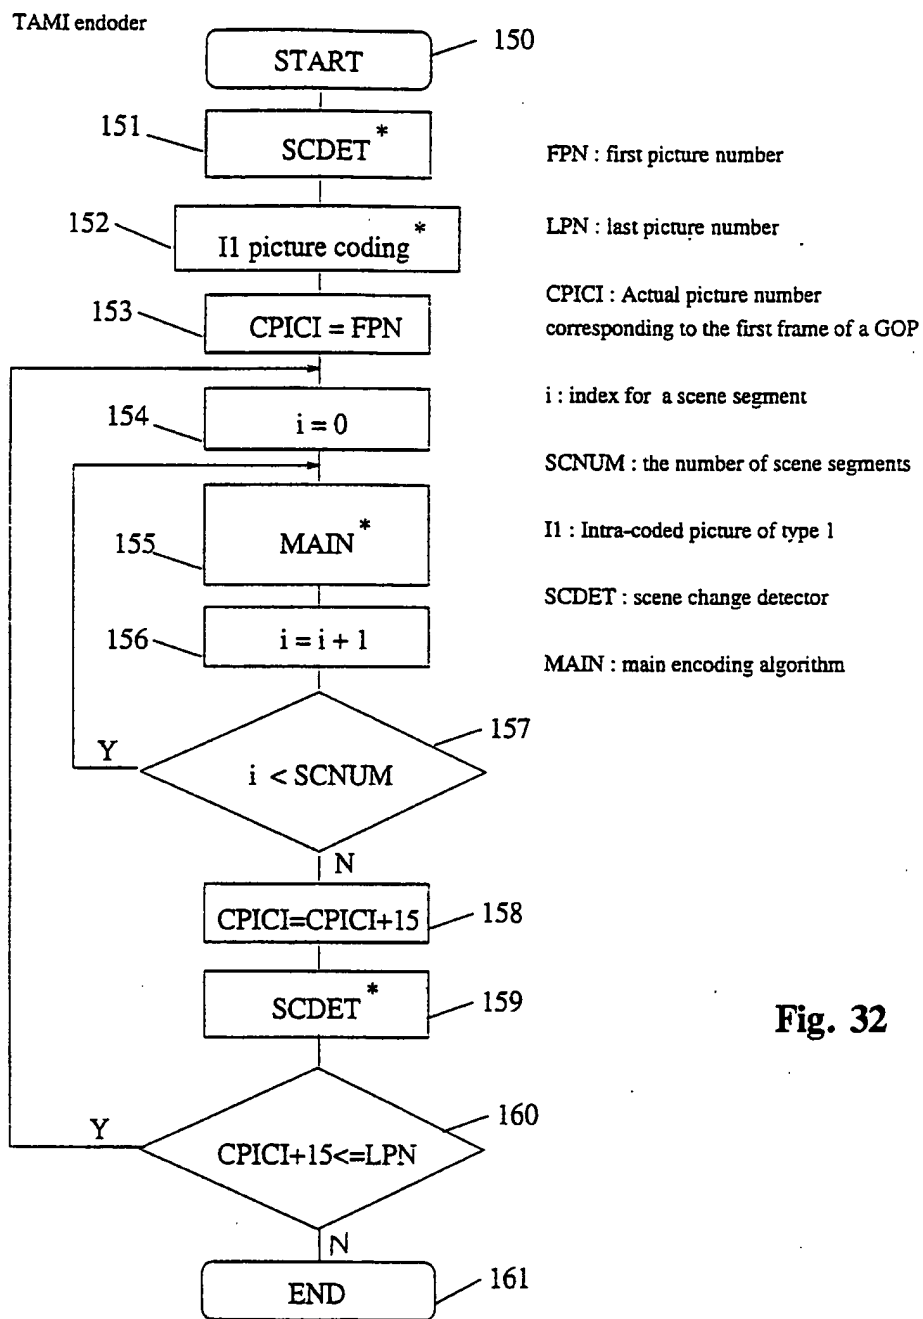 TAMI endoder
START
150
151
SCDET*
152
I1 picture coding*
153
CPICI = FPN
154
i = 0
155
MAIN*
156
i = i + 1
157
i < SCNUM
Y
N
CPICI=CPICI+15
158
SCDET*
159
160
CPICI+15<=LPN
Y
N
END
161
FPN : first picture number
LPN : last picture number
CPICI : Actual picture number
corresponding to the first frame of a GOP
i : index for a scene segment
SCNUM : the number of scene segments
I1 : Intra-coded picture of type 1
SCDET : scene change detector
MAIN : main encoding algorithm
Fig. 32